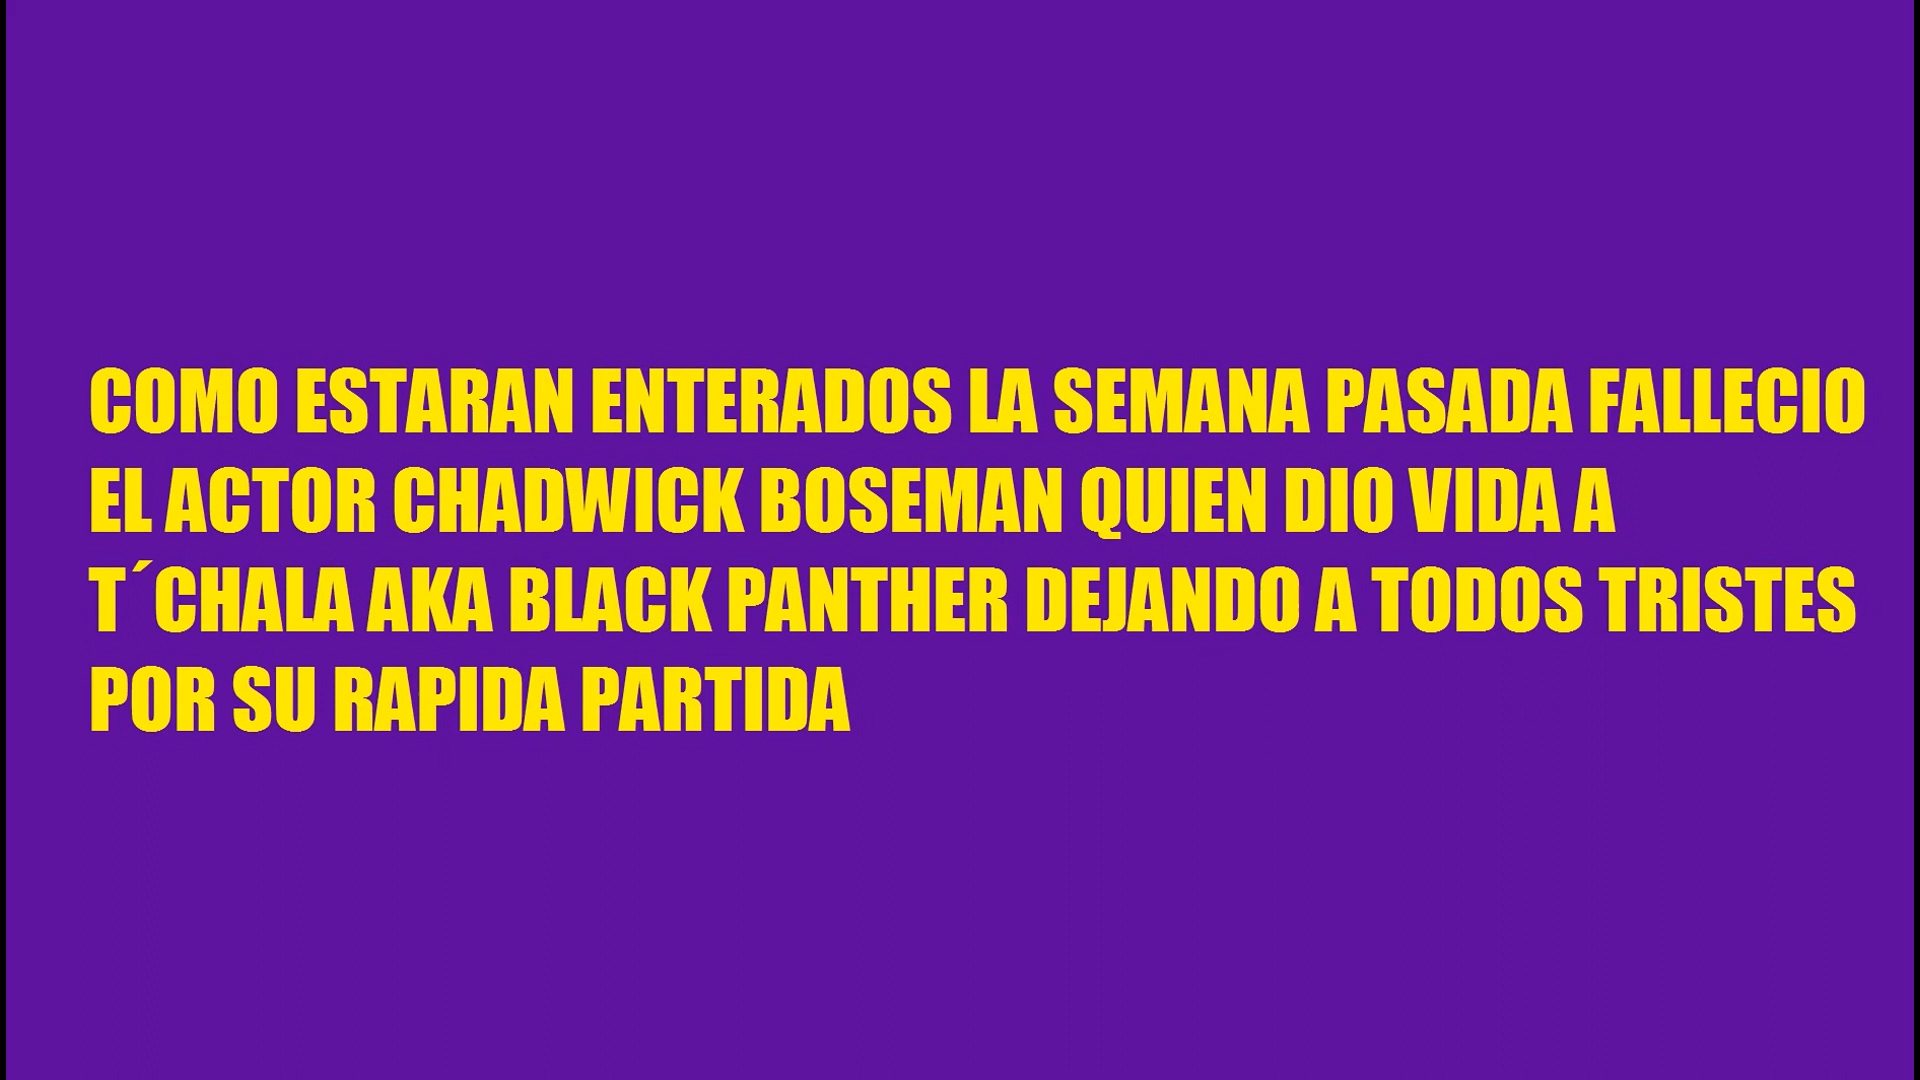 COMO ESTARAN ENTERADOS LA SEMANA PASADA FALLECIO
EL ACTOR CHADWICK BOSEMAN QUIEN DIO VIDA A
T´CHALA AKA BLACK PANTHER DEJANDO A TODOS TRISTES
POR SU RAPIDA PARTIDA